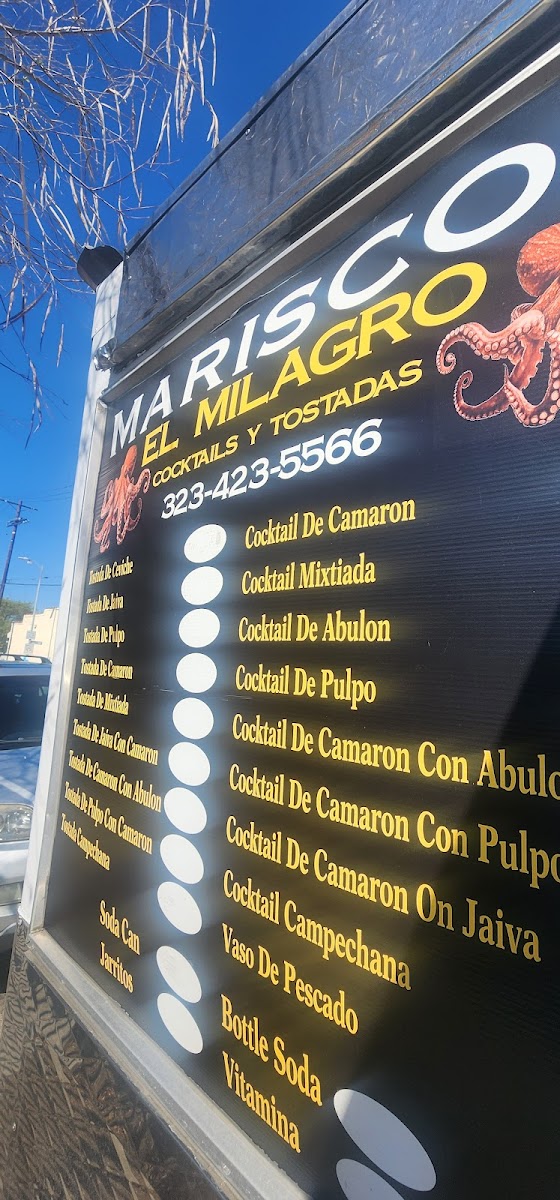 MARISCO
EL MILAGRO
COCKTAILS Y TOSTADAS
323-423-5566
Tostada De Ceviche
Tostada De Jaiva
Tostada De Pulpo
Tostada De Camaron
Tostada De Mixtiada
Tostada De Jaiva Con Camaron
Tostada De Camaron Con Abulon
Tostada De Pulpo Con Camaron
Tostada Campechana
Soda Can
Jarritos
Cocktail De Camaron
Cocktail Mixtiada
Cocktail De Abulon
Cocktail De Pulpo
Cocktail De Camaron Con Abulo
Cocktail De Camaron Con Pulpo
Cocktail De Camaron On Jaiva
Cocktail Campechana
Vaso De Pescado
Bottle Soda
Vitamina